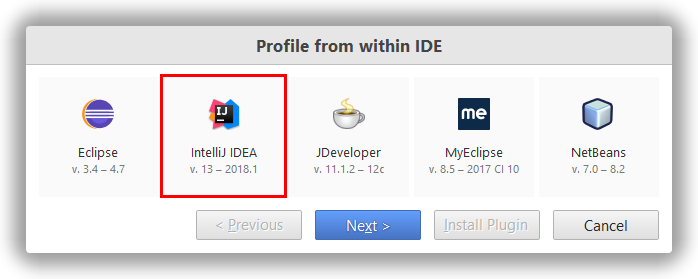 Profile from within IDE
Eclipse
v. 3.4 – 4.7
IJ
IntelliJ IDEA
v. 13 – 2018.1
JDeveloper
v. 11.1.2 – 12c
me
MyEclipse
v. 8.5 – 2017 CI 10
NetBeans
v. 7.0 – 8.2
< Previous
Next >
Install Plugin
Cancel